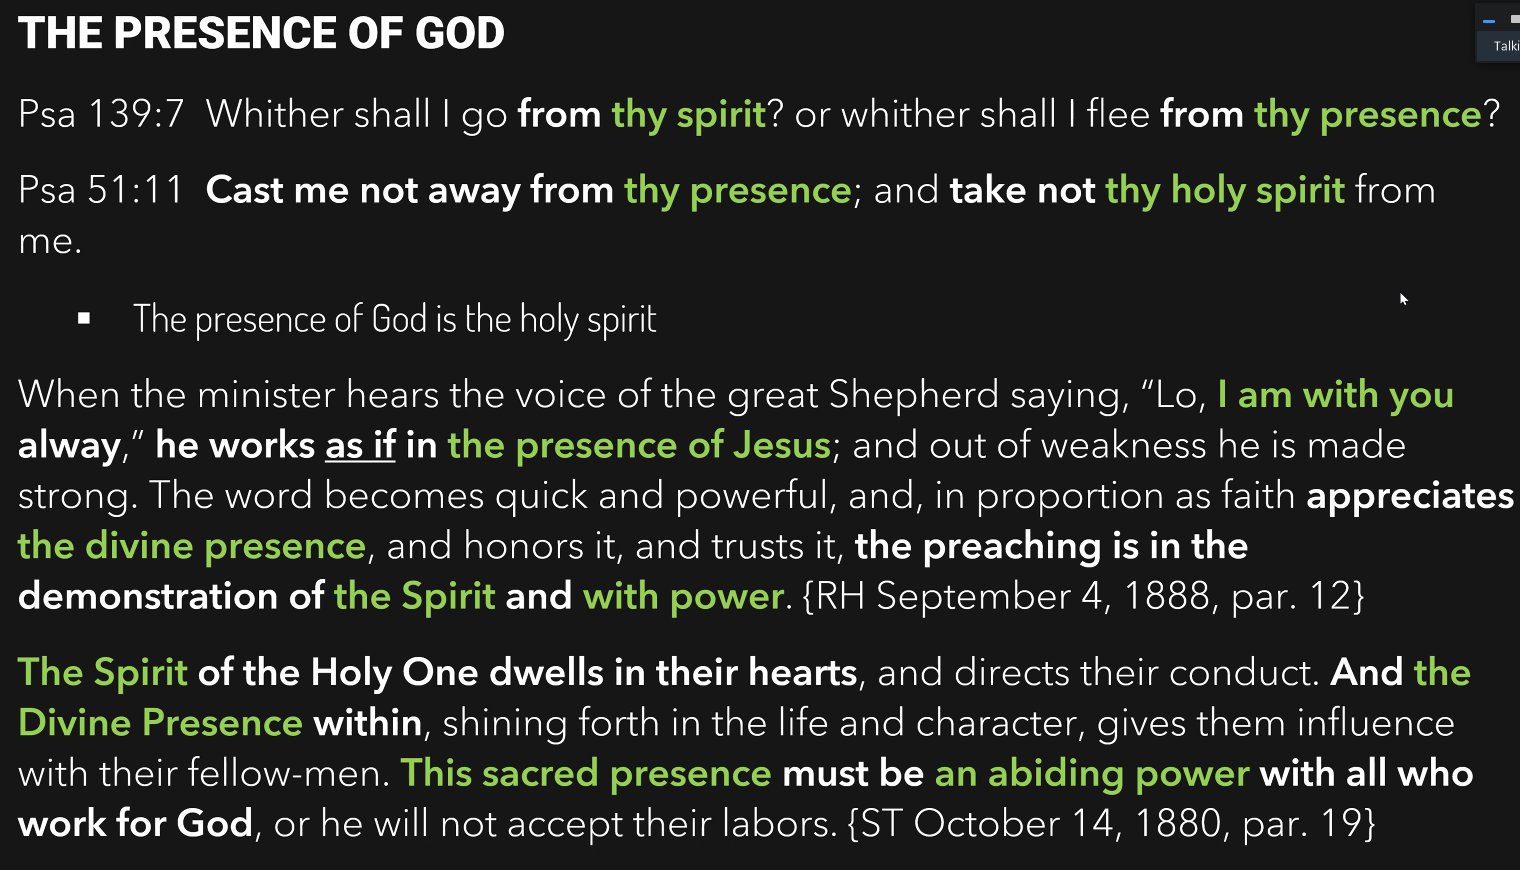 THE PRESENCE OF GOD
Talki
Psa 139:7 Whither shall I go from thy spirit? or whither shall I flee from thy presence?
Psa 51:11 Cast me not away from thy presence; and take not thy holy spirit from
me.
▪ The presence of God is the holy spirit
When the minister hears the voice of the great Shepherd saying, “Lo, I am with you
alway,” he works as if in the presence of Jesus; and out of weakness he is made
strong. The word becomes quick and powerful, and, in proportion as faith appreciates
the divine presence, and honors it, and trusts it, the preaching is in the
demonstration of the Spirit and with power. {RH September 4, 1888, par. 12}
The Spirit of the Holy One dwells in their hearts, and directs their conduct. And the
Divine Presence within, shining forth in the life and character, gives them influence
with their fellow-men. This sacred presence must be an abiding power with all who
work for God, or he will not accept their labors. {ST October 14, 1880, par. 19}